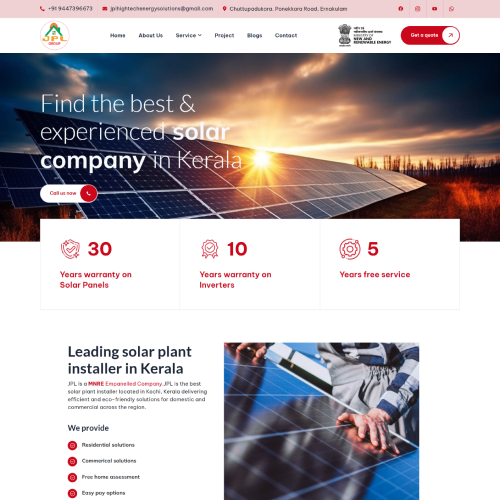 +91 9447396673
jplhightechenergysolutions@gmail.com
Chuttupadukara, Ponekkara Road, Ernakulam
JPL
GROUP
Home
About Us
Service
Project
Blogs
Contact
MINISTRY OF
NEW AND
RENEWABLE ENERGY
Get a quote
Find the best &
experienced solar
company in Kerala
Call us now
30
Years warranty on
Solar Panels
10
Years warranty on
Inverters
5
Years free service
Leading solar plant
installer in Kerala
JPL is a MNRE Empanelled Company.JPL is the best
solar plant installer located in Kochi, Kerala delivering
efficient and eco-friendly solutions for domestic and
commercial across the region.
We provide
Residential solutions
Commerical solutions
Free home assessment
Easy pay options